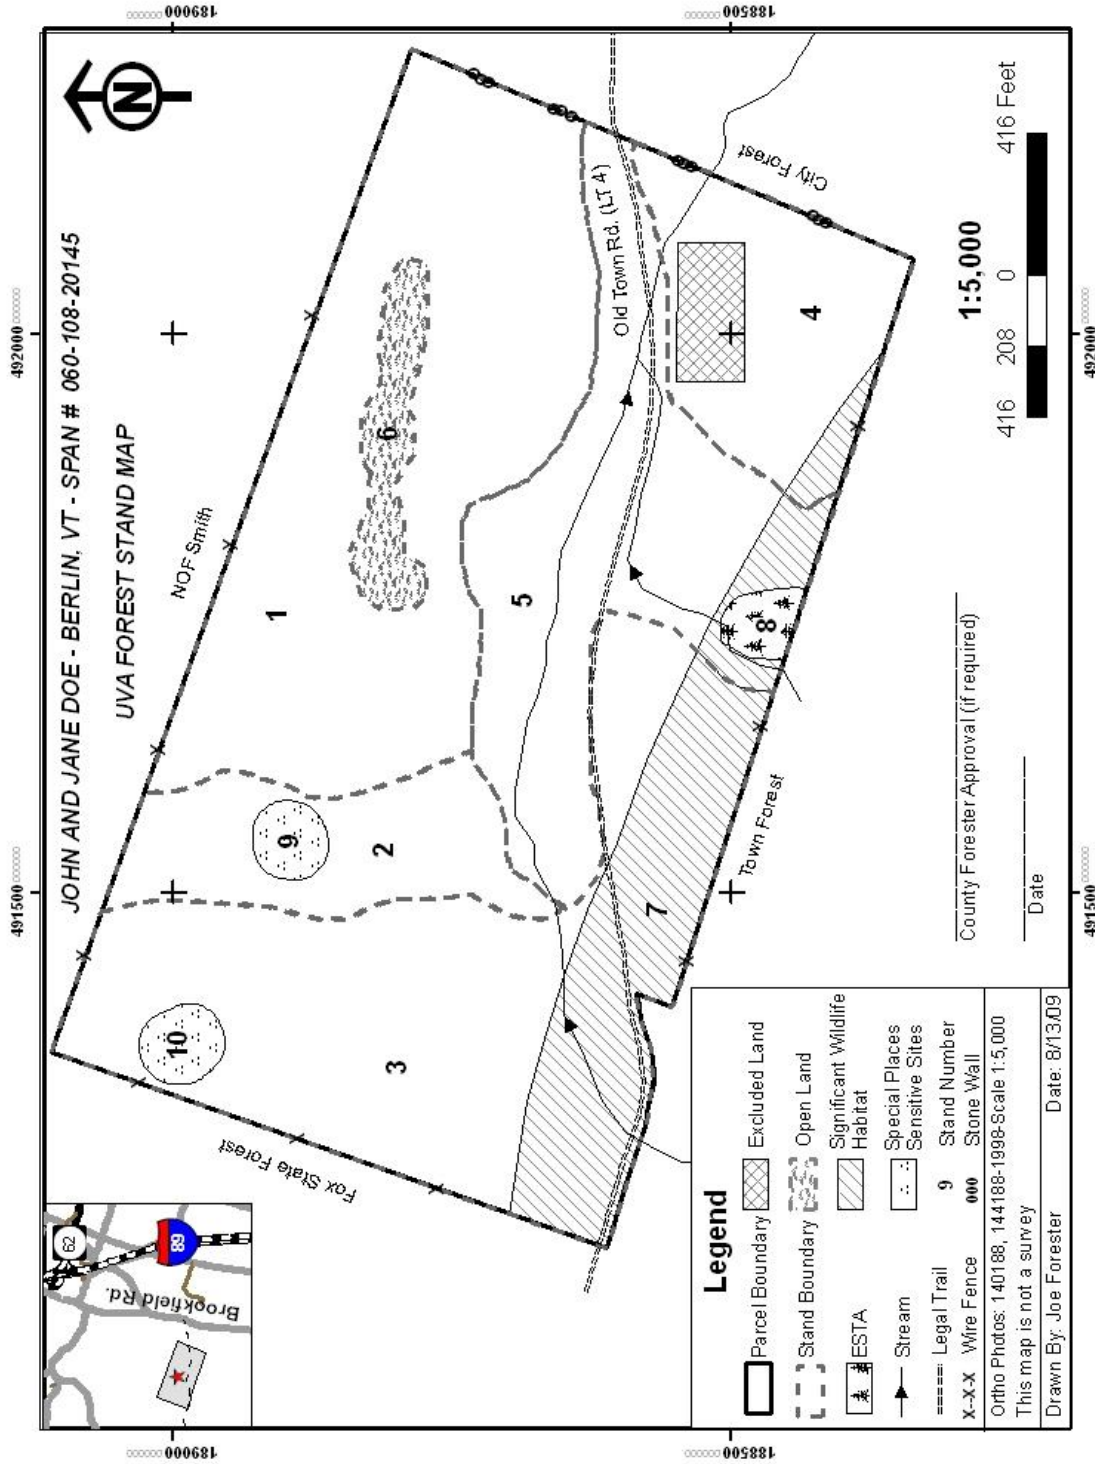 JOHN AND JANE DOE - BERLIN, VT - SPAN # 060-108-20145
UVA FOREST STAND MAP
N
189000
188500
492000
491500
492000
491500
189000
188500
NOF Smith
Fox State Forest
Town Forest
City Forest
Old Town Rd. (LT 4)
1
2
3
4
5
6
7
8
9
10
62
89
Brookfield Rd.
1:5,000
416 208 0 416 Feet
County Forester Approval (if required)
Date
Legend
Parcel Boundary
Excluded Land
Stand Boundary
Open Land
ESTA
Significant Wildlife
Habitat
Stream
Special Places
Sensitive Sites
Legal Trail
9 Stand Number
X--X-X Wire Fence
000 Stone Wall
Ortho Photos: 140188, 144188-1998-Scale 1:5,000
This map is not a survey
Drawn By: Joe Forester Date: 8/13/09